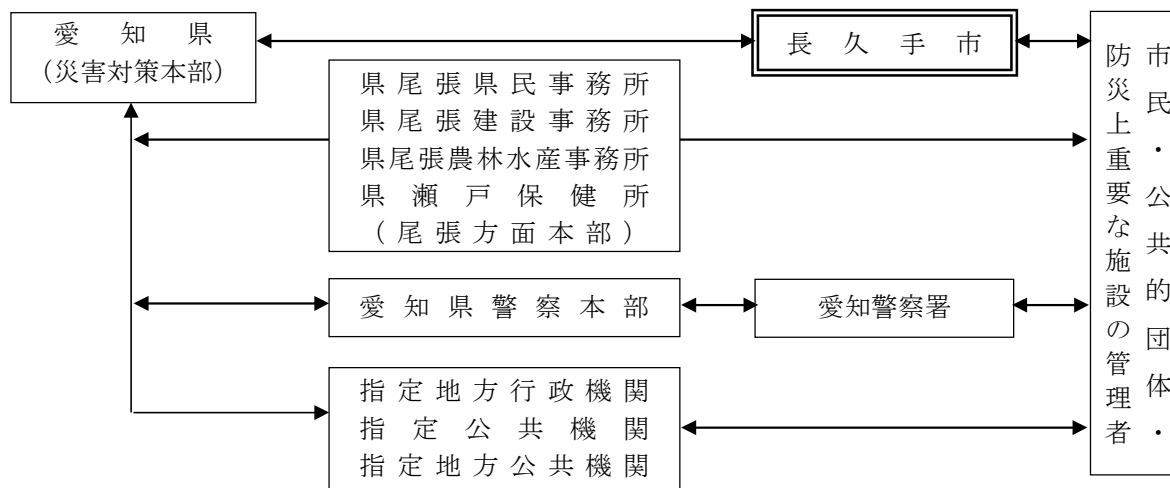 愛知県
（災害対策本部）
長久手市
県尾張県民事務所
県尾張建設事務所
県尾張農林水産事務所
県瀬戸保健所
（尾張方面本部）
愛知県警察本部
愛知警察署
指定地方行政機関
指定公共機関
指定地方公共機関
市民・公共的団体・
防災上重要な施設の管理者